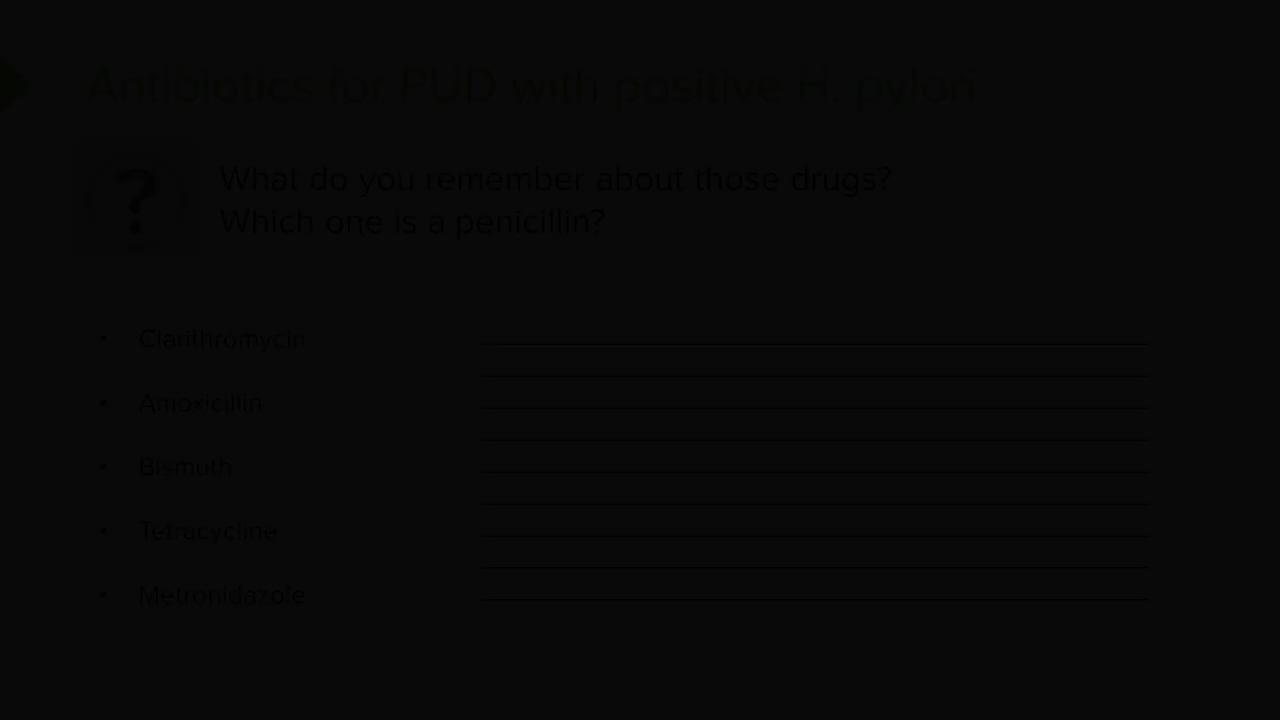 Antibiotics for PUD with positive H. pylori
?
What do you remember about those drugs?
Which one is a penicillin?
• Clarithromycin
• Amoxicillin
• Bismuth
• Tetracycline
• Metronidazole